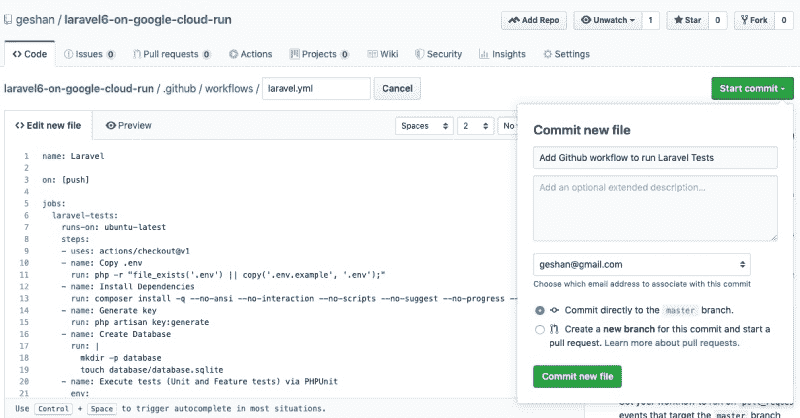 geshan / laravel6-on-google-cloud-run
Add Repo
Unwatch 1
Star 0
Fork 0
Code
Issues 0
Pull requests 0
Actions
Projects 0
Wiki
Security
Insights
Settings
laravel6-on-google-cloud-run / .github / workflows / laravel.yml Cancel
Start commit
Edit new file
Preview
Spaces
2
No
1 name: Laravel
2
3 on: [push]
4
5 jobs:
6 laravel-tests:
7 runs-on: ubuntu-latest
8 steps:
9 - uses: actions/checkout@v1
10 - name: Copy .env
11 run: php -r "file_exists('.env') || copy('.env.example', '.env');"
12 - name: Install Dependencies
13 run: composer install -q --no-ansi --no-interaction --no-scripts --no-suggest --no-progress --
14 - name: Generate key
15 run: php artisan key:generate
16 - name: Create Database
17 run: |
18 mkdir -p database
19 touch database/database.sqlite
20 - name: Execute tests (Unit and Feature tests) via PHPUnit
21 env:
Use Control + Space to trigger autocomplete in most situations.
Commit new file
Add Github workflow to run Laravel Tests
Add an optional extended description...
geshan@gmail.com
Choose which email address to associate with this commit
Commit directly to the master branch.
Create a new branch for this commit and start a
pull request. Learn more about pull requests.
Commit new file
events that target the master branch